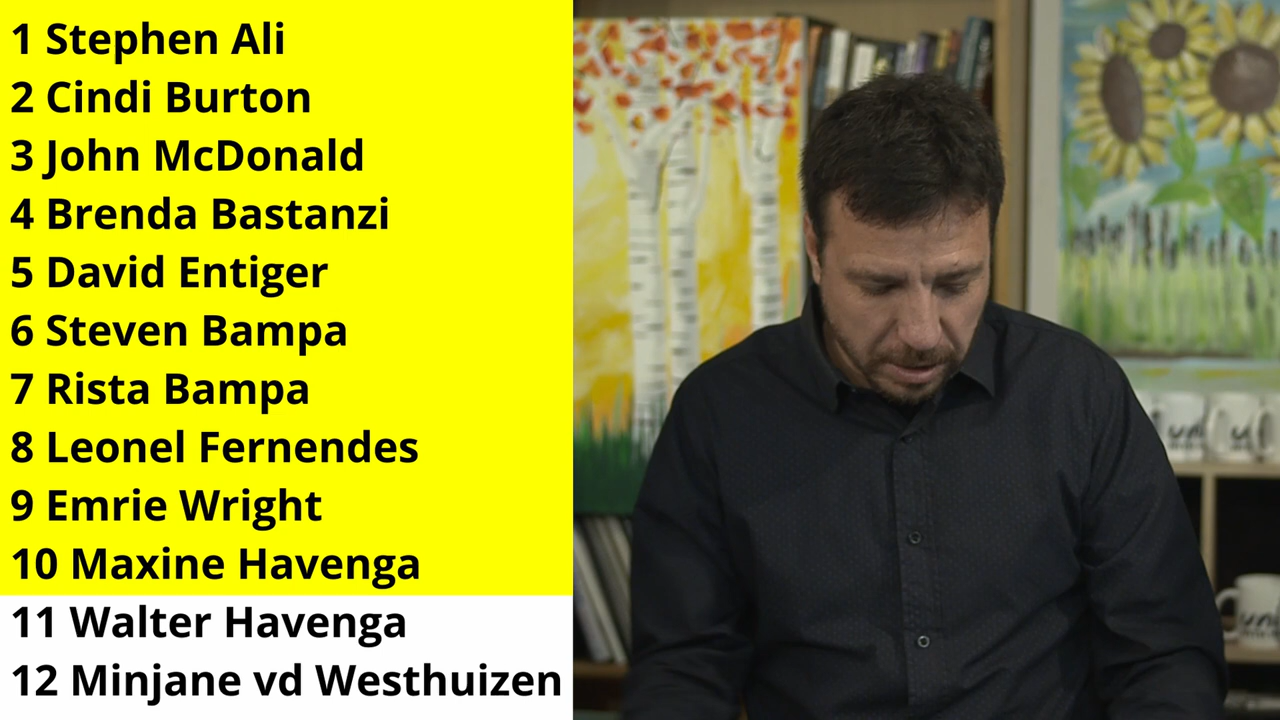 1 Stephen Ali
2 Cindi Burton
3 John McDonald
4 Brenda Bastanzi
5 David Entiger
6 Steven Bampa
7 Rista Bampa
8 Leonel Fernendes
9 Emrie Wright
10 Maxine Havenga
11 Walter Havenga
12 Minjane vd Westhuizen